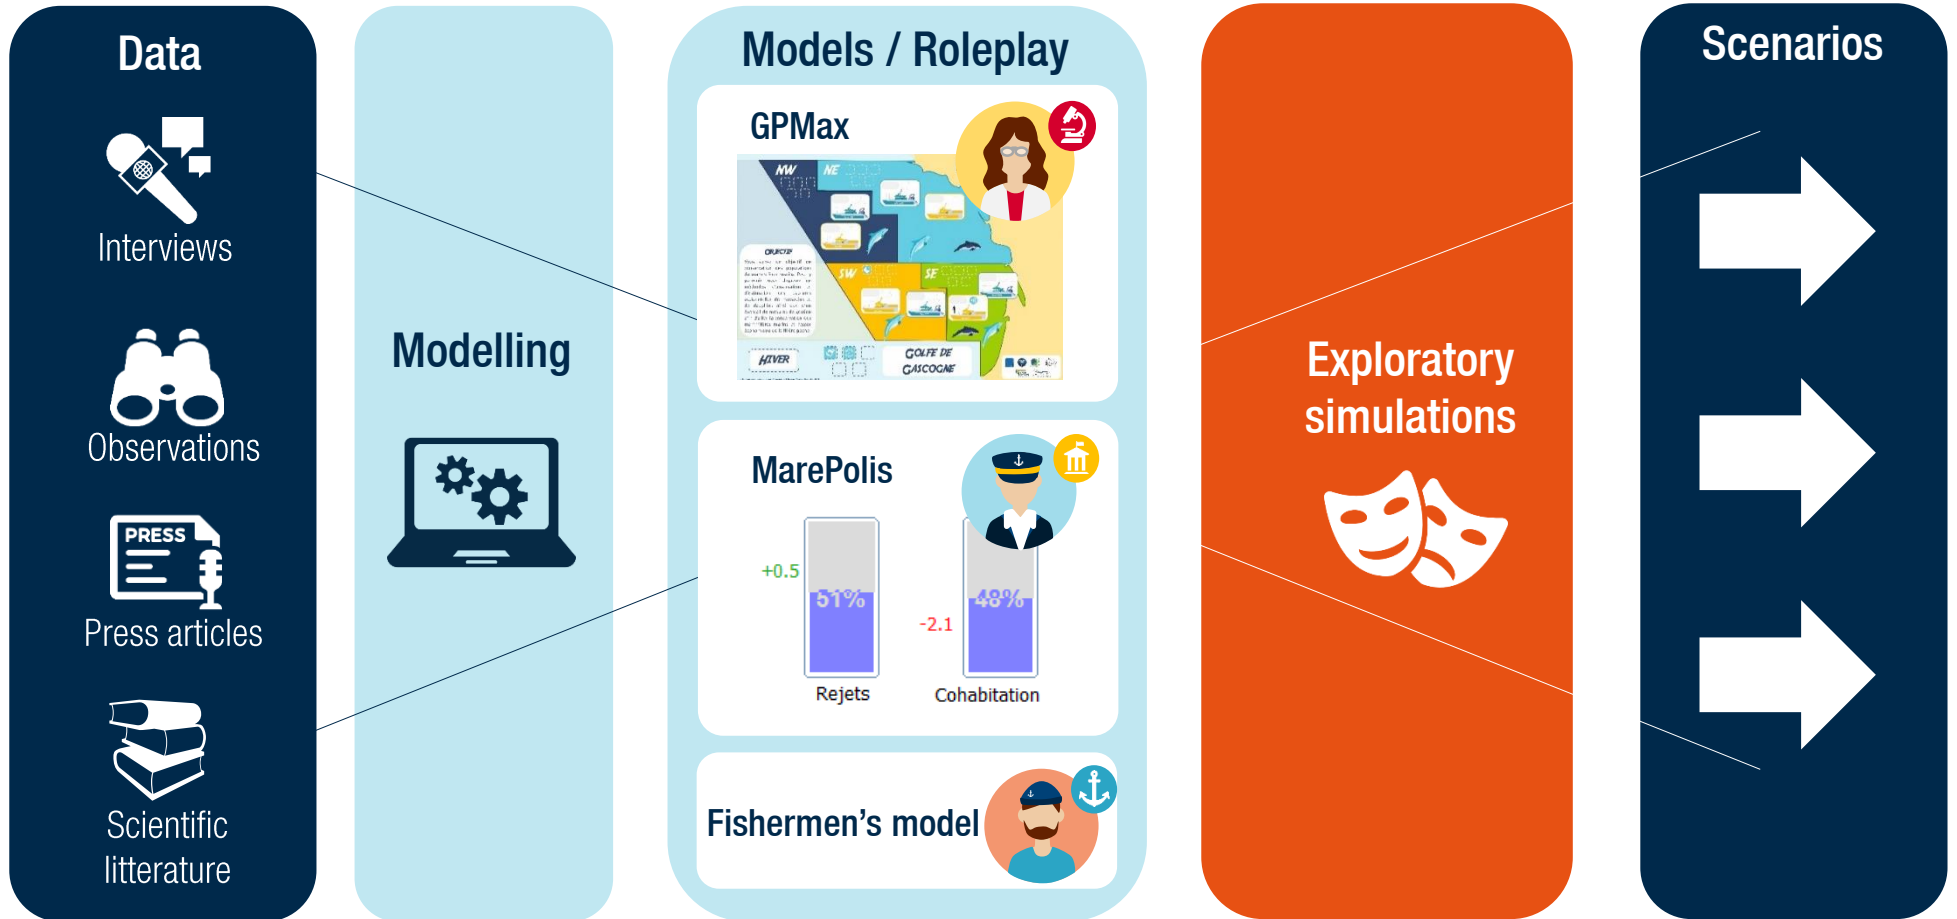 Data
Interviews
Observations
PRESS
Press articles
Scientific
litterature
Modelling
Models / Roleplay
GPMax
NW
NE
OBJECTIF
SW
SE
HIVER
GOLFE DE
GASCOGNE
MarePolis
+0.5
51%
Rejets
-2.1
48%
Cohabitation
Fishermen's model
Exploratory
simulations
Scenarios